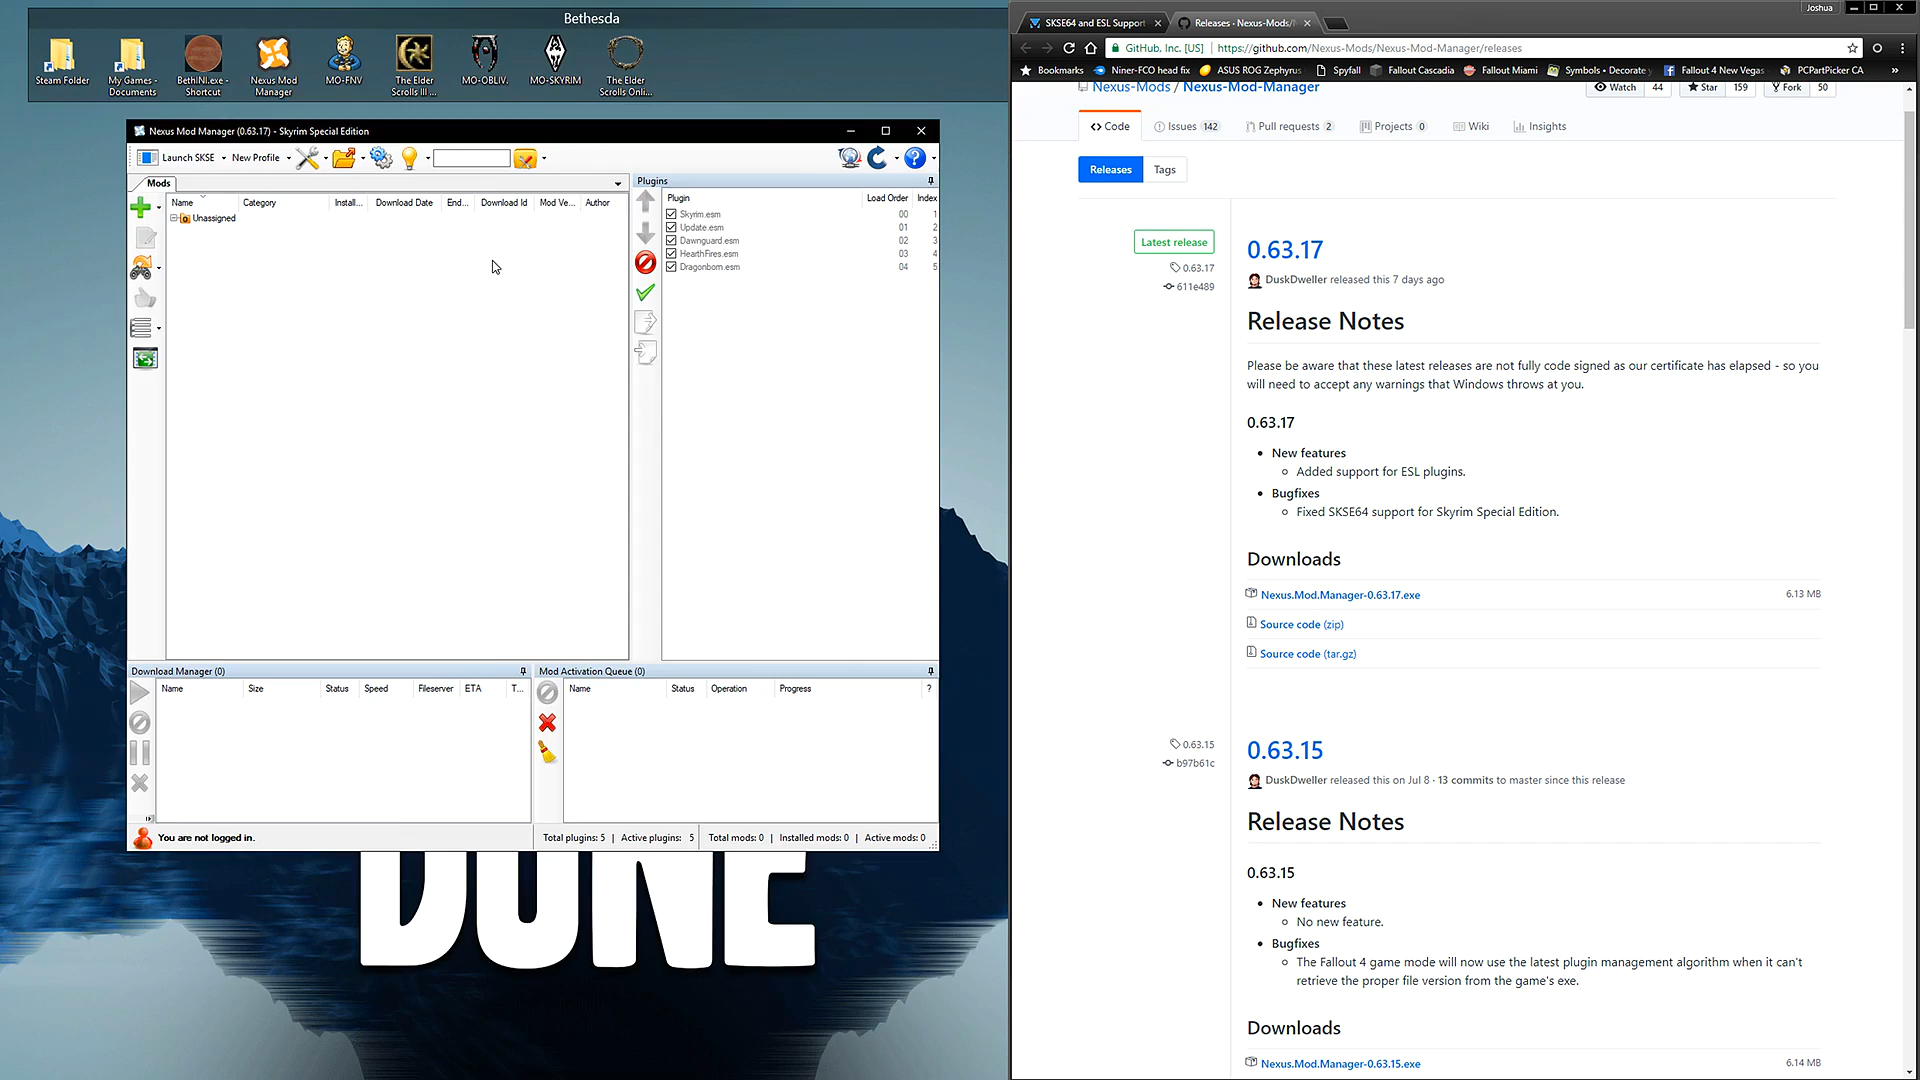 Bethesda
Steam Folder
My Games - Documents
BethINI.exe - Shortcut
Nexus Mod Manager
MO-FNV
The Elder Scrolls III ...
MO-OBLIV.
MO-SKYRIM
The Elder Scrolls Onli...
Nexus Mod Manager (0.63.17) - Skyrim Special Edition
Launch SKSE
New Profile
Mods
Name Category Install... Download Date End... Download Id Mod Ve... Author
Unassigned
Plugins
Plugin Load Order Index
Skyrim.esm 00 1
Update.esm 01 2
Dawnguard.esm 02 3
HearthFires.esm 03 4
Dragonborn.esm 04 5
Download Manager (0)
Name Size Status Speed Fileserver ETA T...
Mod Activation Queue (0)
Name Status Operation Progress ?
You are not logged in.
Total plugins: 5 | Active plugins: 5
Total mods: 0 | Installed mods: 0 | Active mods: 0
DONE
Joshua
SKSE64 and ESL Support
Releases · Nexus-Mods/N
GitHub, Inc. [US] | https://github.com/Nexus-Mods/Nexus-Mod-Manager/releases
Bookmarks
Niner-FCO head fix
ASUS ROG Zephyrus
Spyfall
Fallout Cascadia
Fallout Miami
Symbols • Decorate y
Fallout 4 New Vegas
PCPartPicker CA
»
Nexus-Mods / Nexus-Mod-Manager
Watch 44
Star 159
Fork 50
Code
Issues 142
Pull requests 2
Projects 0
Wiki
Insights
Releases
Tags
Latest release
0.63.17
611e489
0.63.17
DuskDweller released this 7 days ago
Release Notes
Please be aware that these latest releases are not fully code signed as our certificate has elapsed - so you
will need to accept any warnings that Windows throws at you.
0.63.17
New features
Added support for ESL plugins.
Bugfixes
Fixed SKSE64 support for Skyrim Special Edition.
Downloads
Nexus.Mod.Manager-0.63.17.exe 6.13 MB
Source code (zip)
Source code (tar.gz)
0.63.15
b97b61c
0.63.15
DuskDweller released this on Jul 8 · 13 commits to master since this release
Release Notes
0.63.15
New features
No new feature.
Bugfixes
The Fallout 4 game mode will now use the latest plugin management algorithm when it can't
retrieve the proper file version from the game's exe.
Downloads
Nexus.Mod.Manager-0.63.15.exe 6.14 MB